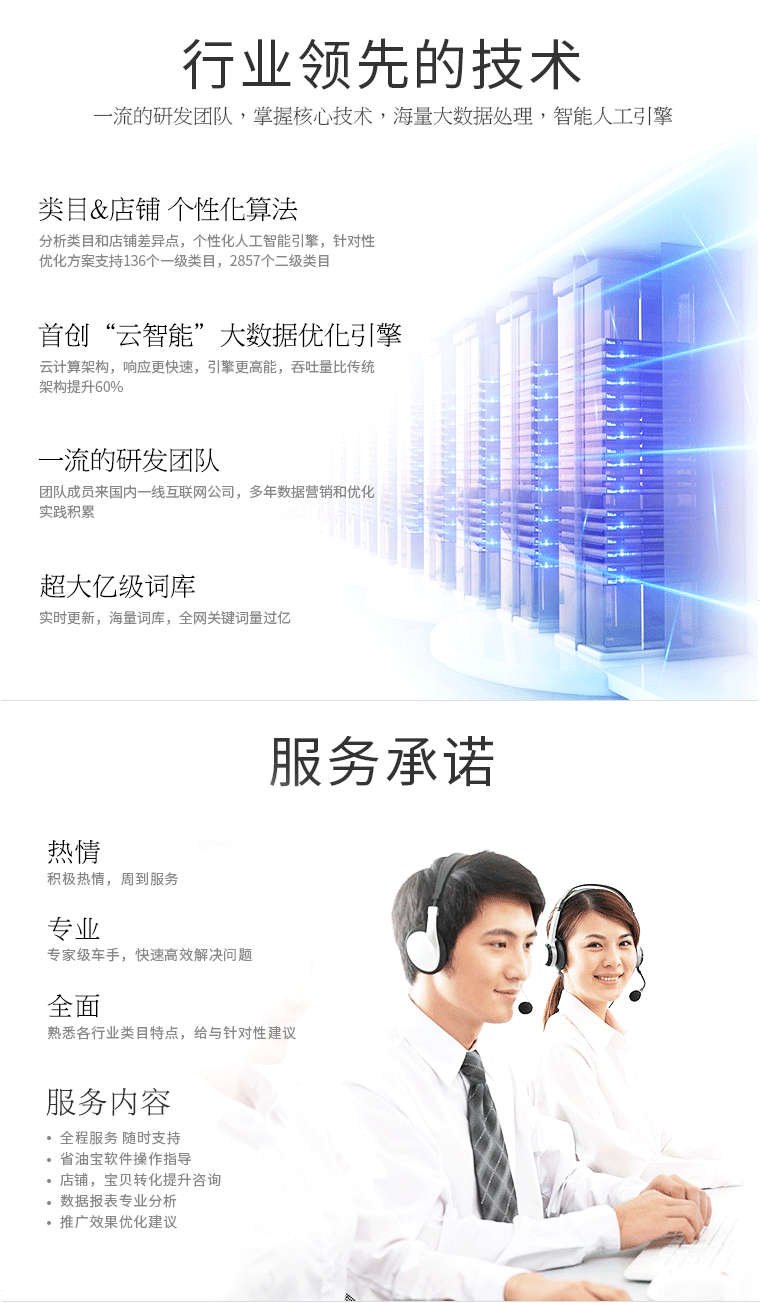 行业领先的技术
一流的研发团队，掌握核心技术，海量大数据处理，智能人工引擎
类目&店铺 个性化算法
分析类目和店铺差异点，个性化人工智能引擎，针对性
优化方案支持136个一级类目，2857个二级类目
首创“云智能”大数据优化引擎
云计算架构，响应更快速，引擎更高能，吞吐量比传统
架构提升60%
一流的研发团队
团队成员来国内一线互联网公司，多年数据营销和优化
实践积累
超大亿级词库
实时更新，海量词库，全网关键词量过亿
服务承诺
热情
积极热情，周到服务
专业
专家级车手，快速高效解决问题
全面
熟悉各行业类目特点，给与针对性建议
服务内容
• 全程服务 随时支持
• 省油宝软件操作指导
• 店铺，宝贝转化提升咨询
• 数据报表专业分析
• 推广效果优化建议